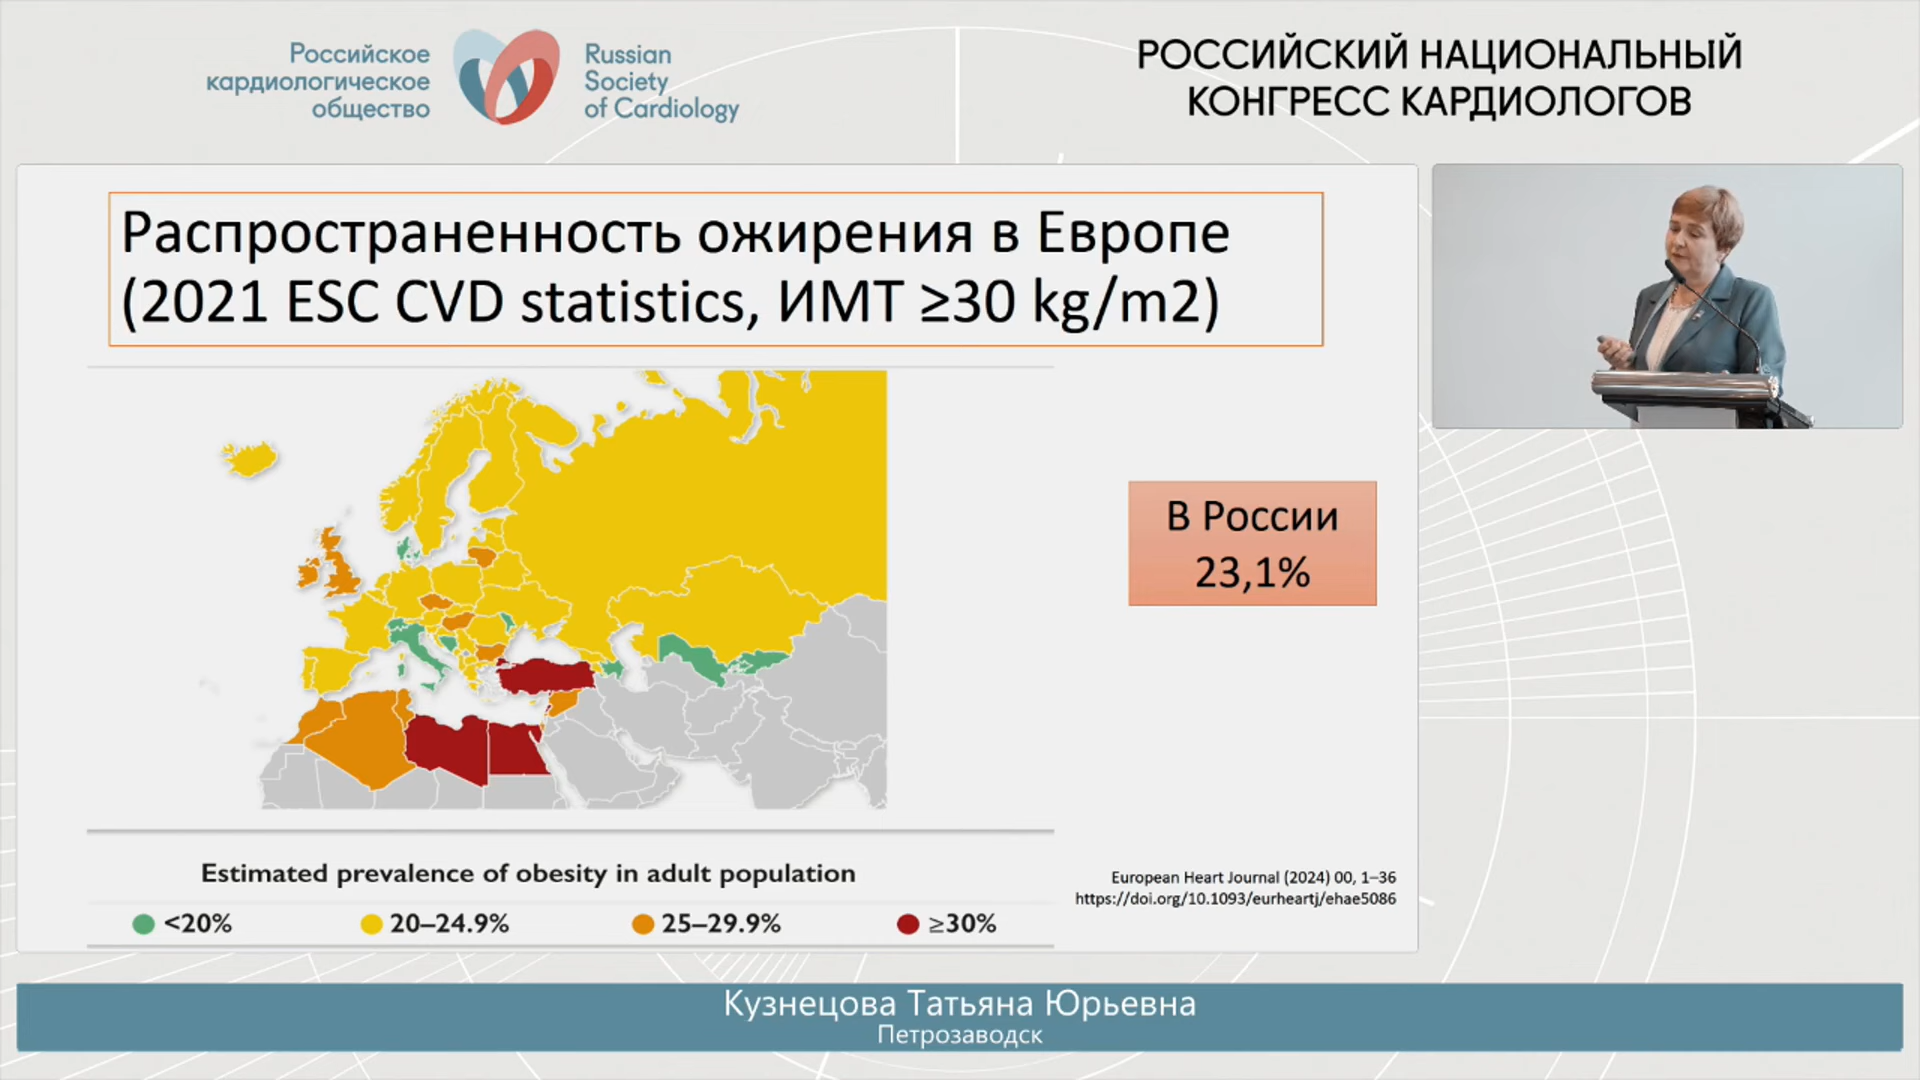 Российское
кардиологическое
общество
Russian
Society
of Cardiology
РОССИЙСКИЙ НАЦИОНАЛЬНЫЙ
КОНГРЕСС КАРДИОЛОГОВ
Распространенность ожирения в Европе
(2021 ESC CVD statistics, ИМТ ≥30 kg/m2)
В России
23,1%
Estimated prevalence of obesity in adult population
<20%
20–24.9%
25–29.9%
≥30%
European Heart Journal (2024) 00, 1–36
https://doi.org/10.1093/eurheartj/ehae5086
Кузнецова Татьяна Юрьевна
Петрозаводск